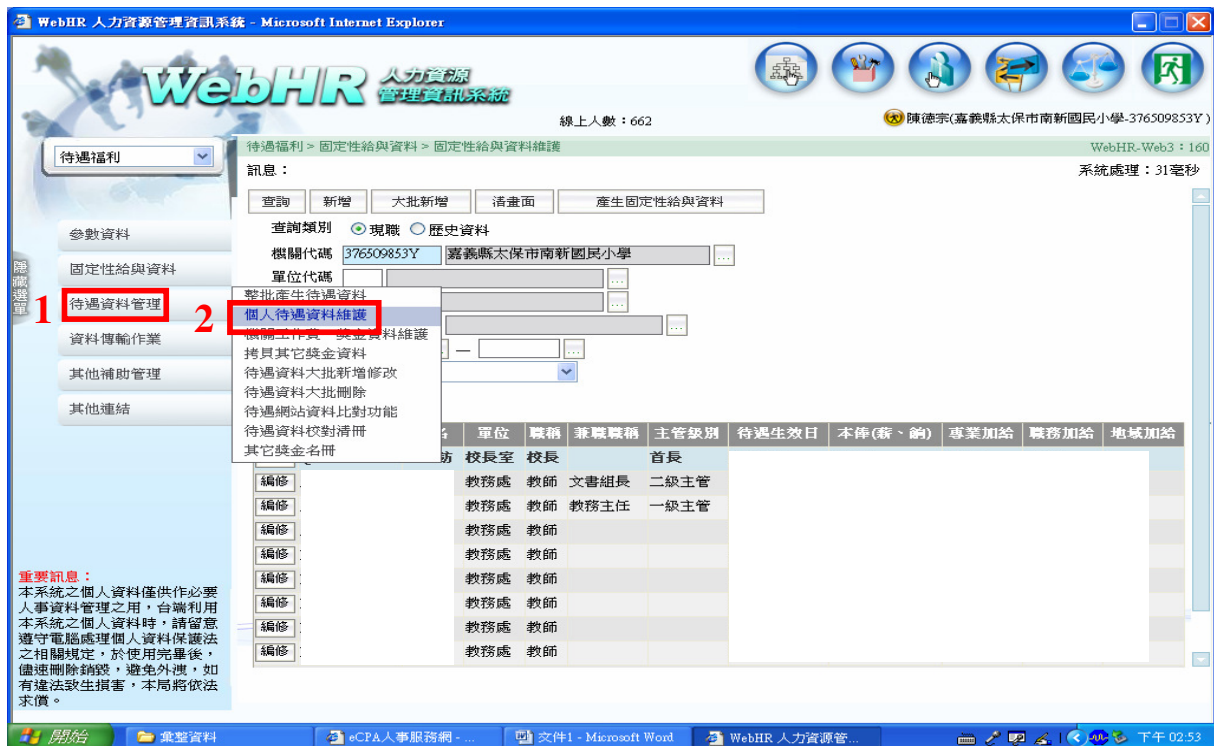 WebHR 人力資源管理資訊系統 - Microsoft Internet Explorer
WebHR 人力資源
管理資訊系統
線上人數：662
陳德宗(嘉義縣太保市南新國民小學-376509853Y)
待遇福利
待遇福利 > 固定性給與資料 > 固定性給與資料維護
WebHR-Web3：160
訊息：
系統處理：31毫秒
查詢 新增 大批新增 清畫面 產生固定性給與資料
查詢類別 現職 歷史資料
機關代碼 376509853Y 嘉義縣太保市南新國民小學 ...
單位代碼 ...
隱藏選單
參數資料
固定性給與資料
1 待遇資料管理
資料傳輸作業
其他補助管理
其他連結
整批產生待遇資料
2 個人待遇資料維護
機關工作費、獎金資料維護
拷貝其它獎金資料
待遇資料大批新增修改
待遇資料大批刪除
待遇網站資料比對功能
待遇資料校對清冊
其它獎金名冊
...
...
— ...
單位 職稱 兼職職稱 主管級別 待遇生效日 本俸(薪、餉) 專業加給 職務加給 地域加給
校長室 校長 首長
編修 教務處 教師 文書組長 二級主管
編修 教務處 教師 教務主任 一級主管
編修 教務處 教師
編修 教務處 教師
編修 教務處 教師
編修 教務處 教師
編修 教務處 教師
編修 教務處 教師
重要訊息：
本系統之個人資料僅供作必要
人事資料管理之用，台端利用
本系統之個人資料時，請留意
遵守電腦處理個人資料保護法
之相關規定，於使用完畢後，
儘速刪除銷毀，避免外洩，如
有違法致生損害，本局將依法
求償。
開始 彙整資料 eCPA人事服務網 - ... 文件1 - Microsoft Word WebHR 人力資源管... 下午 02:53